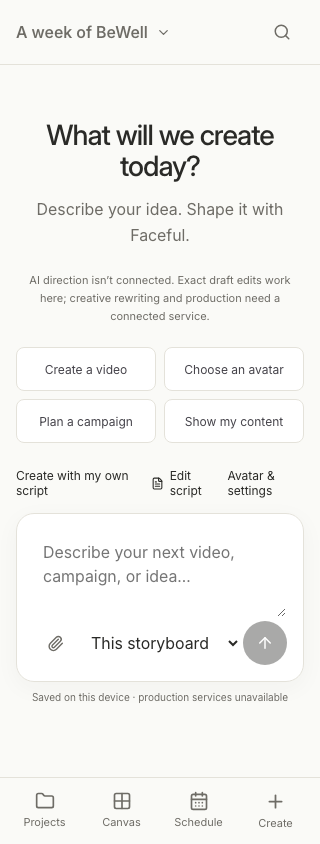 A week of BeWell
What will we create
today?
Describe your idea. Shape it with
Faceful.
AI direction isn't connected. Exact draft edits work
here; creative rewriting and production need a
connected service.
Create a video
Choose an avatar
Plan a campaign
Show my content
Create with my own
script
Edit
script
Avatar &
settings
Describe your next video,
campaign, or idea...
This storyboard
Saved on this device · production services unavailable
Projects
Canvas
Schedule
Create